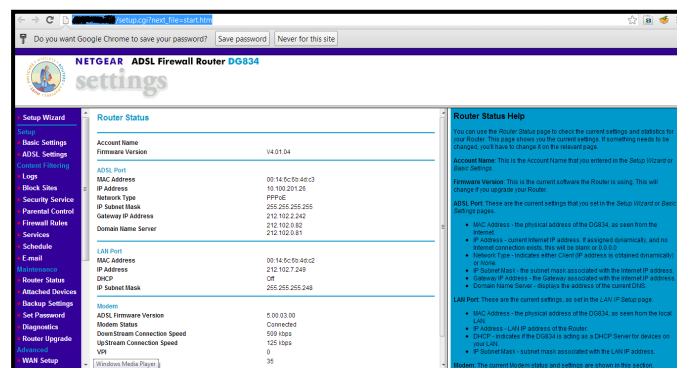 /setup.cgi?next_file=start.htm
Do you want Google Chrome to save your password? Save password Never for this site
NETGEAR ADSL Firewall Router DG834
settings
Setup Wizard
Setup
Basic Settings
ADSL Settings
Content Filtering
Logs
Block Sites
Security Service
Parental Control
Firewall Rules
Services
Schedule
E-mail
Maintenance
Router Status
Attached Devices
Backup Settings
Set Password
Diagnostics
Router Upgrade
Advanced
WAN Setup
Router Status
Account Name
Firmware Version V4.01.04
ADSL Port
MAC Address 00:14:6c:6b:4d:c3
IP Address 10.100.201.26
Network Type PPPoE
IP Subnet Mask 255.255.255.255
Gateway IP Address 212.102.2.242
Domain Name Server 212.102.0.82
212.102.0.81
LAN Port
MAC Address 00:14:6c:6b:4d:c2
IP Address 212.102.7.249
DHCP Off
IP Subnet Mask 255.255.255.248
Modem
ADSL Firmware Version 5.00.03.00
Modem Status Connected
DownStream Connection Speed 509 kbps
UpStream Connection Speed 125 kbps
VPI 0
35
Windows Media Player
Router Status Help
You can use the Router Status page to check the current settings and statistics for
your Router. This page shows you the current settings. If something needs to be
changed, you'll have to change it on the relevant page.
Account Name: This is the Account Name that you entered in the Setup Wizard or
Basic Settings.
Firmware Version: This is the current software the Router is using. This will
change if you upgrade your Router.
ADSL Port: These are the current settings that you set in the Setup Wizard or Basic
Settings pages.
MAC Address - the physical address of the DG834, as seen from the
Internet.
IP Address - current Internet IP address. If assigned dynamically, and no
Internet connection exists, this will be blank or 0.0.0.0
Network Type - indicates either Client (IP address is obtained dynamically)
or None.
IP Subnet Mask - the subnet mask associated with the Internet IP address.
Gateway IP Address - the Gateway associated with the Internet IP address.
Domain Name Server - displays the address of the current DNS.
LAN Port: These are the current settings, as set in the LAN IP Setup page.
MAC Address - the physical address of the DG834, as seen from the local
LAN.
IP Address - LAN IP address of the Router.
DHCP - indicates if the DG834 is acting as a DHCP Server for devices on
your LAN.
IP Subnet Mask - subnet mask associated with the LAN IP address.
Modem: The current Modem status and settings are shown in this section.